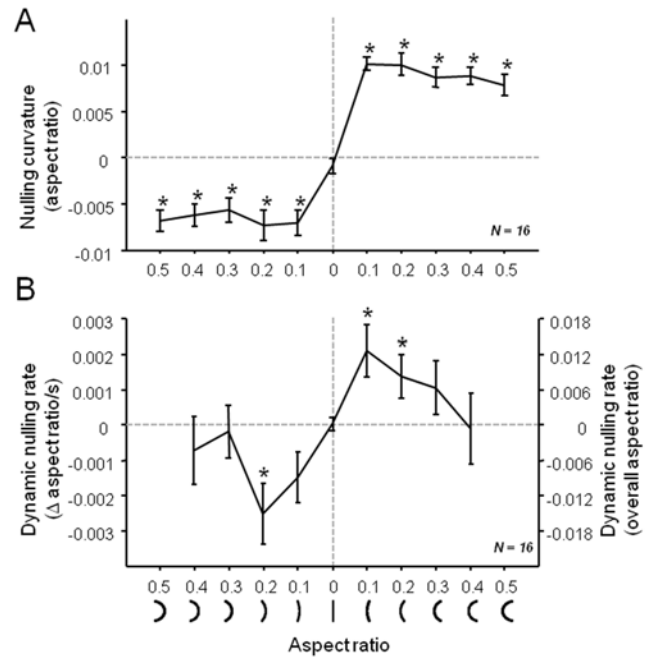 A
Nulling curvature
(aspect ratio)
0.01
0.005
0
-0.005
-0.01
* * * * * * * * * *
N = 16
0.5 0.4 0.3 0.2 0.1 0 0.1 0.2 0.3 0.4 0.5
B
Dynamic nulling rate
(Δ aspect ratio/s)
0.003
0.002
0.001
0
-0.001
-0.002
-0.003
* * *
0.018
0.012
0.006
0
-0.006
-0.012
-0.018
Dynamic nulling rate
(overall aspect ratio)
N = 16
0.5 0.4 0.3 0.2 0.1 0 0.1 0.2 0.3 0.4 0.5
Aspect ratio